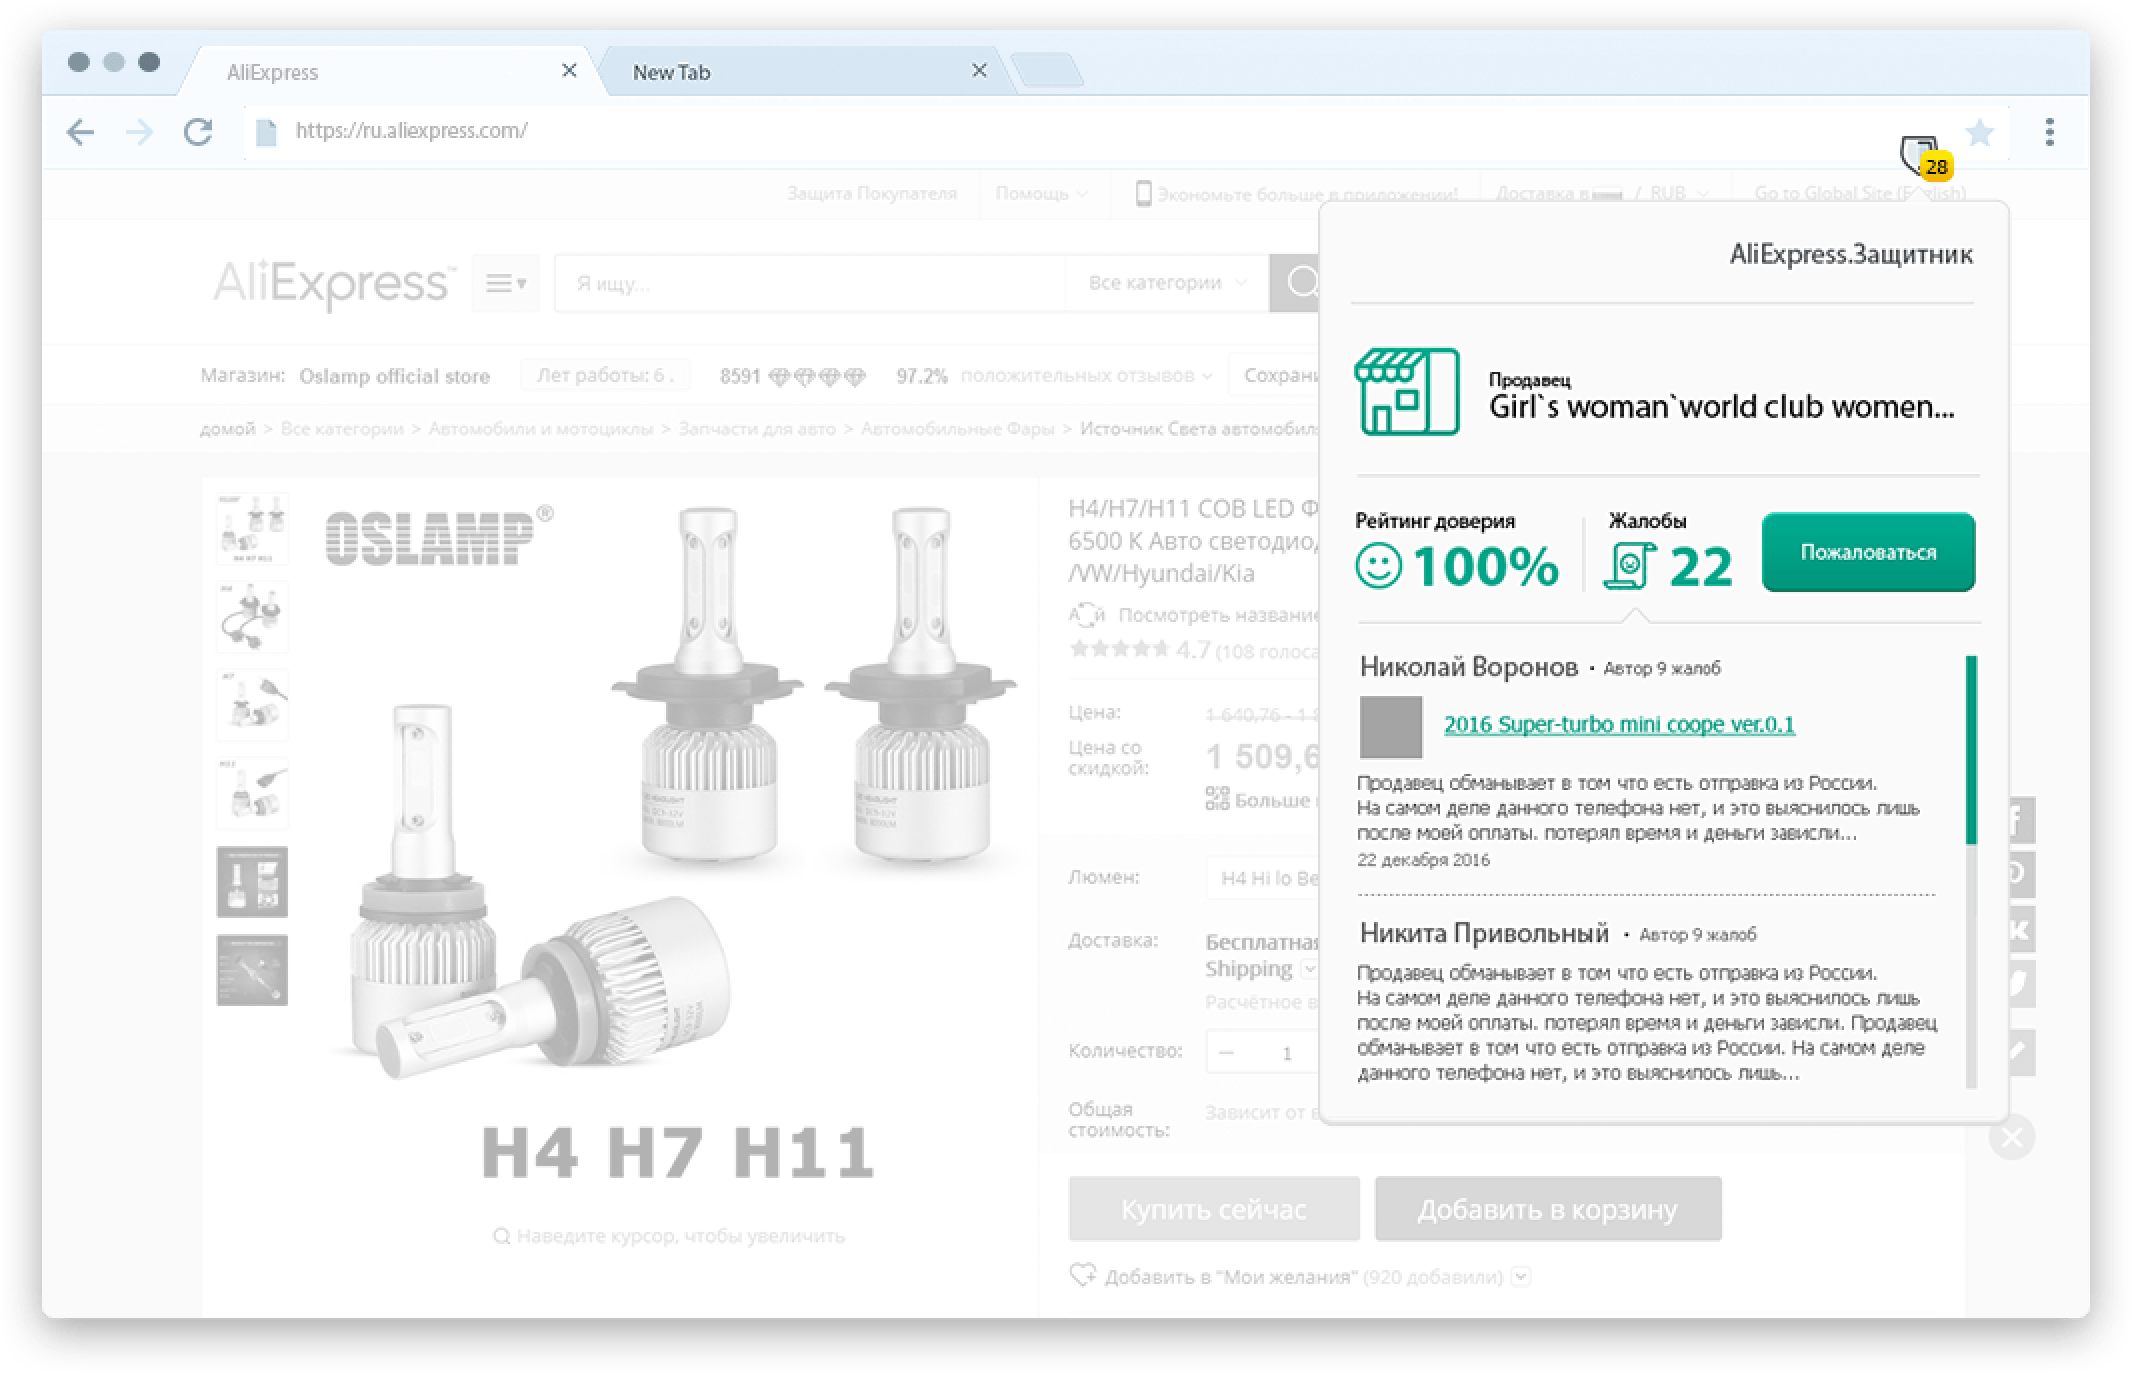 AliExpress
New Tab
https://ru.aliexpress.com/
28
Защита Покупателя
Помощь
Экономьте больше в приложении!
Доставка в / RUB
Go to Global Site
AliExpress.Защитник
AliExpress™
Я ищу...
Все категории
Продавец
Girl`s woman`world club women...
Магазин: Oslamp official store
Лет работы: 6 .
8591
97.2% положительных отзывов
домой > Все категории > Автомобили и мотоциклы > Запчасти для авто > Автомобильные Фары > Источник Света
OSLAMP®
H4/H7/H11 COB LED
6500 К Авто
/VW/Hyundai/Kia
Посмотреть
4.7 (108
Рейтинг доверия
100%
Жалобы
22
Пожаловаться
Николай Воронов · Автор 9 жалоб
2016 Super-turbo mini coope ver.0.1
Продавец обманывает в том что есть отправка из России.
На самом деле данного телефона нет, и это выяснилось лишь
после моей оплаты. потерял время и деньги зависли...
22 декабря 2016
Никита Привольный · Автор 9 жалоб
Продавец обманывает в том что есть отправка из России.
На самом деле данного телефона нет, и это выяснилось лишь
после моей оплаты. потерял время и деньги зависли. Продавец
обманывает в том что есть отправка из России. На самом деле
данного телефона нет, и это выяснилось лишь...
Цена:
1 640,76 - 1
Цена со
скидкой:
1 509,6
Больше
Люмен:
H4 Hi lo
Доставка:
Shipping
Количество:
1
Общая
стоимость:
Зависит от
H4 H7 H11
Наведите курсор, чтобы увеличить
Купить сейчас
Добавить в корзину
Добавить в "Мои желания" (920 добавили)